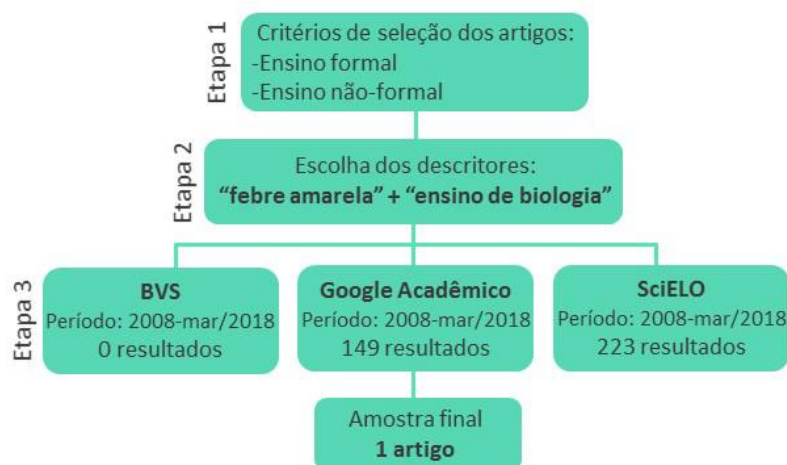 Etapa 1
Critérios de seleção dos artigos:
-Ensino formal
-Ensino não-formal
Etapa 2
Escolha dos descritores:
“febre amarela” + “ensino de biologia”
Etapa 3
BVS
Período: 2008-mar/2018
0 resultados
Google Acadêmico
Período: 2008-mar/2018
149 resultados
SciELO
Período: 2008-mar/2018
223 resultados
Amostra final
1 artigo